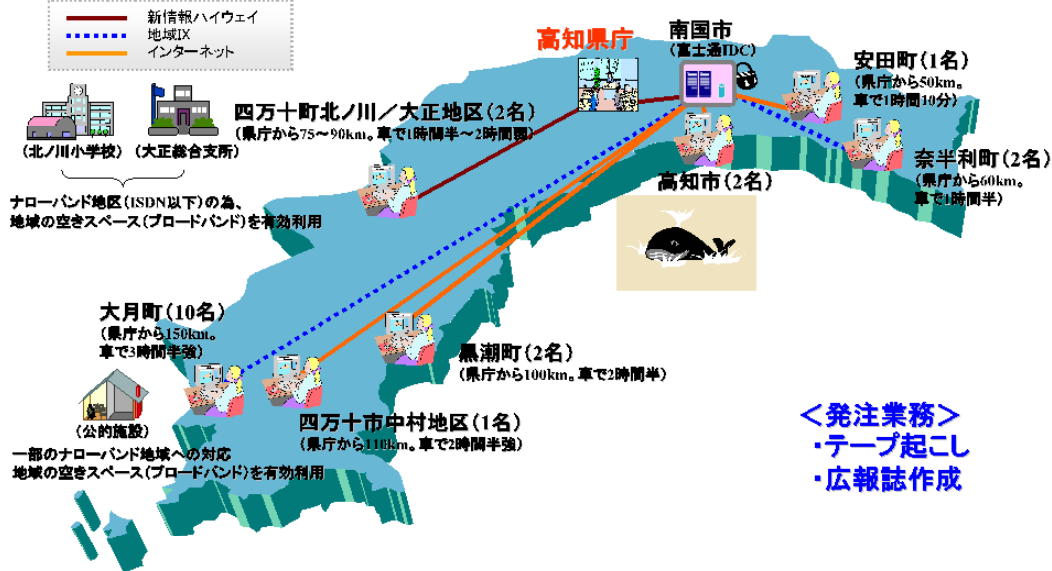 新情報ハイウェイ
地域IX
インターネット
高知県庁
南国市
（富士通IDC）
安田町（1名）
（県庁から50km。
車で1時間10分）
四万十町北ノ川／大正地区（2名）
（県庁から75～90km。車で1時間半～2時間弱）
（北ノ川小学校）
（大正総合支所）
奈半利町（2名）
（県庁から60km。
車で1時間半）
高知市（2名）
ナローバンド地区（ISDN以下）の為、
地域の空きスペース（ブロードバンド）を有効利用
大月町（10名）
（県庁から150km。
車で3時間半強）
黒潮町（2名）
（県庁から100km。車で2時間半）
（公的施設）
四万十市中村地区（1名）
（県庁から110km。車で2時間半強）
一部のナローバンド地域への対応
地域の空きスペース（ブロードバンド）を有効利用
＜発注業務＞
・テープ起こし
・広報誌作成